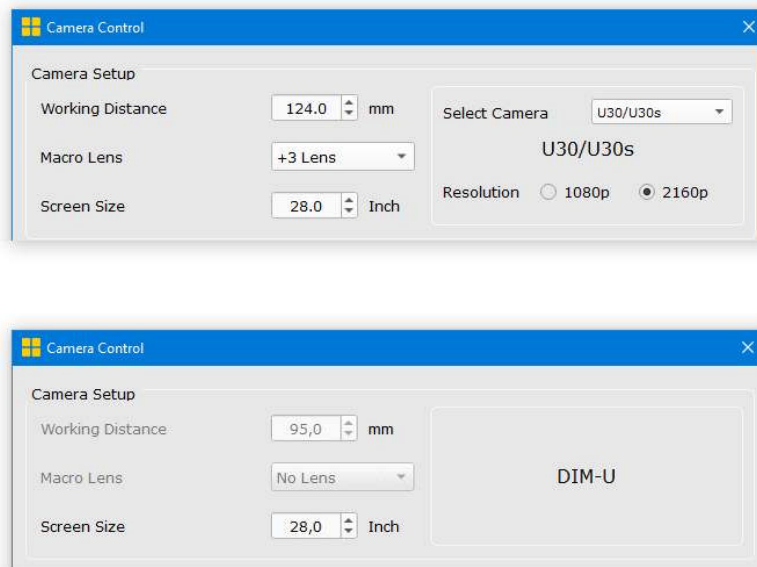 Camera Control
Camera Setup
Working Distance 124.0 mm
Macro Lens +3 Lens
Screen Size 28.0 Inch
Select Camera U30/U30s
U30/U30s
Resolution 1080p 2160p
Camera Control
Camera Setup
Working Distance 95,0 mm
Macro Lens No Lens
Screen Size 28,0 Inch
DIM-U